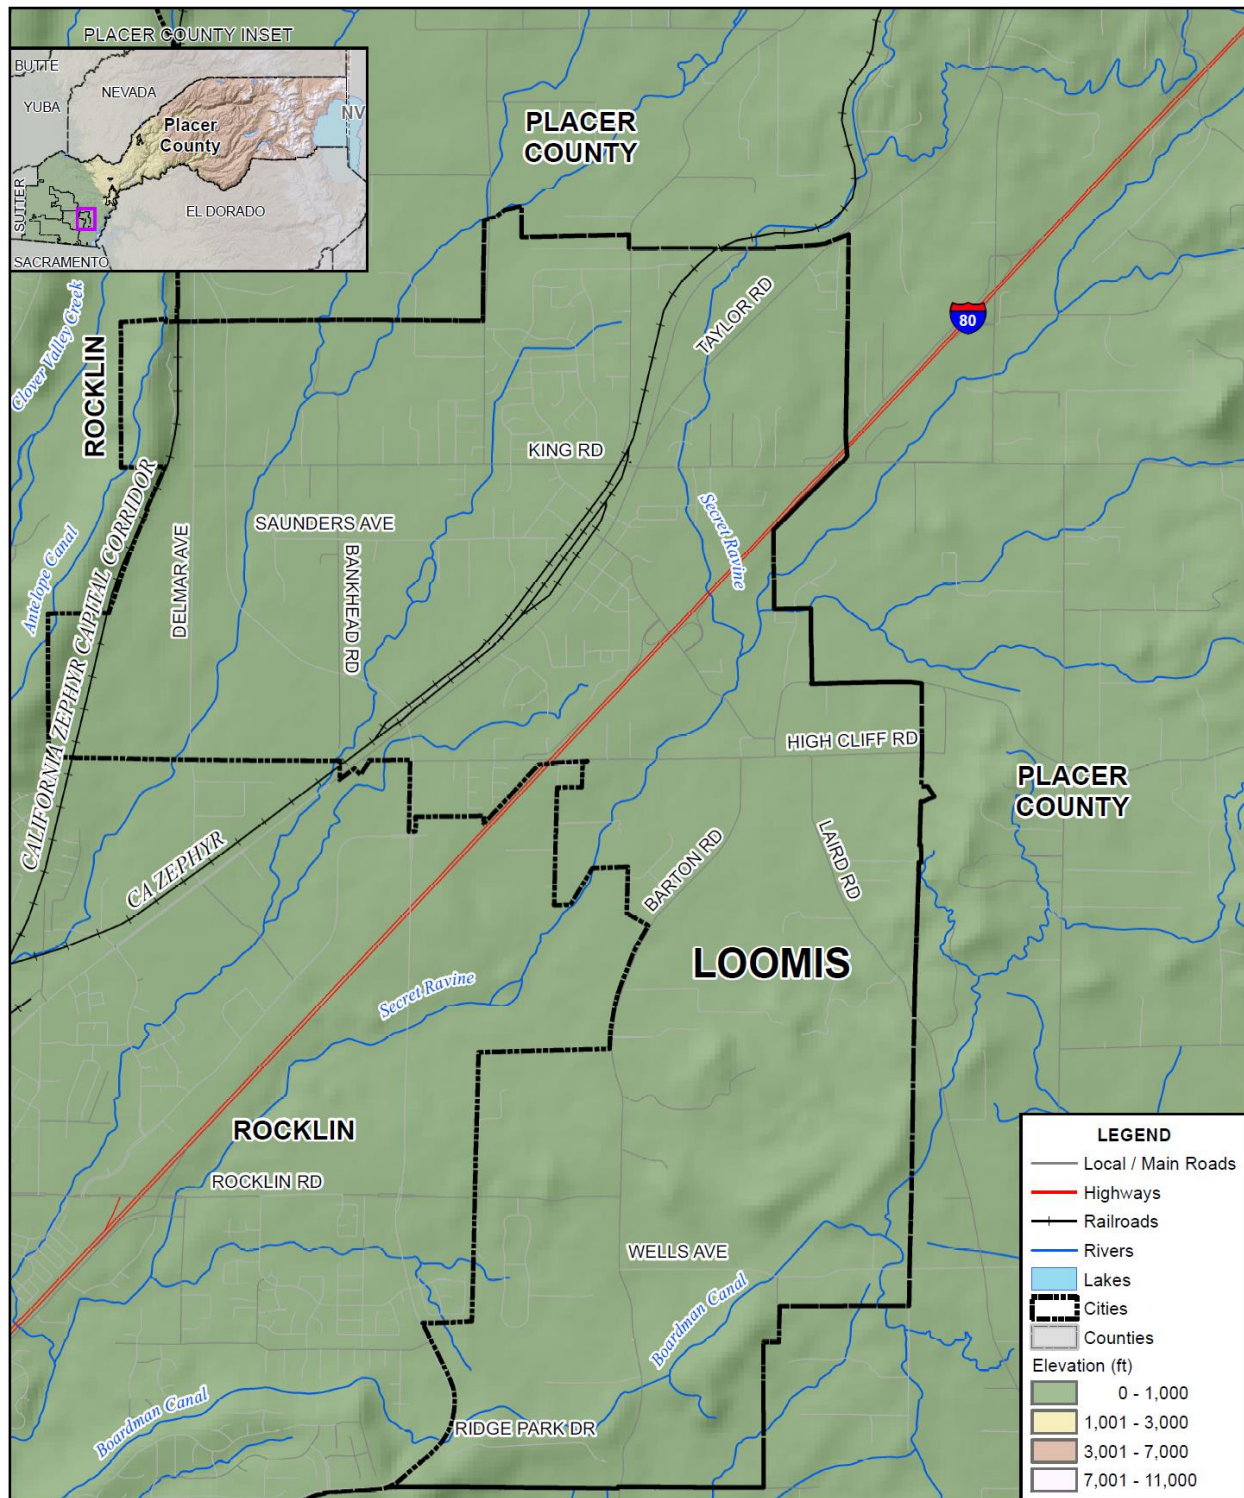 PLACER COUNTY INSET
BUTTE
NEVADA
YUBA
NV
Placer
County
SUTTER
EL DORADO
SACRAMENTO
PLACER
COUNTY
TAYLOR RD
80
Clover Valley Creek
ROCKLIN
KING RD
SAUNDERS AVE
Secret Ravine
Antelope Canal
DELMAR AVE
BANKHEAD RD
CALIFORNIA ZEPHYR CAPITAL CORRIDOR
HIGH CLIFF RD
PLACER
COUNTY
CA ZEPHYR
BARTON RD
LAIRD RD
LOOMIS
Secret Ravine
ROCKLIN
ROCKLIN RD
WELLS AVE
Boardman Canal
Boardman Canal
RIDGE PARK DR
LEGEND
Local / Main Roads
Highways
Railroads
Rivers
Lakes
Cities
Counties
Elevation (ft)
0 - 1,000
1,001 - 3,000
3,001 - 7,000
7,001 - 11,000